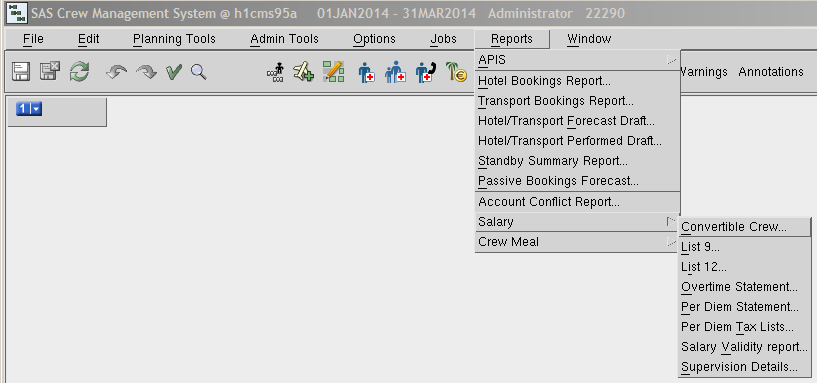 SAS Crew Management System @ h1cms95a 01JAN2014 - 31MAR2014 Administrator 22290
File Edit Planning Tools Admin Tools Options Jobs Reports Window
Warnings Annotations
1
APIS
Hotel Bookings Report...
Transport Bookings Report...
Hotel/Transport Forecast Draft...
Hotel/Transport Performed Draft...
Standby Summary Report...
Passive Bookings Forecast...
Account Conflict Report...
Salary
Crew Meal
Convertible Crew...
List 9...
List 12...
Overtime Statement...
Per Diem Statement...
Per Diem Tax Lists...
Salary Validity report...
Supervision Details...